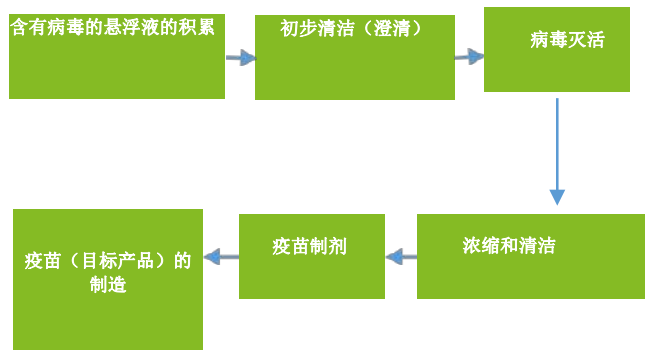 含有病毒的悬浮液的积累
初步清洁（澄清）
病毒灭活
浓缩和清洁
疫苗制剂
疫苗（目标产品）的
制造